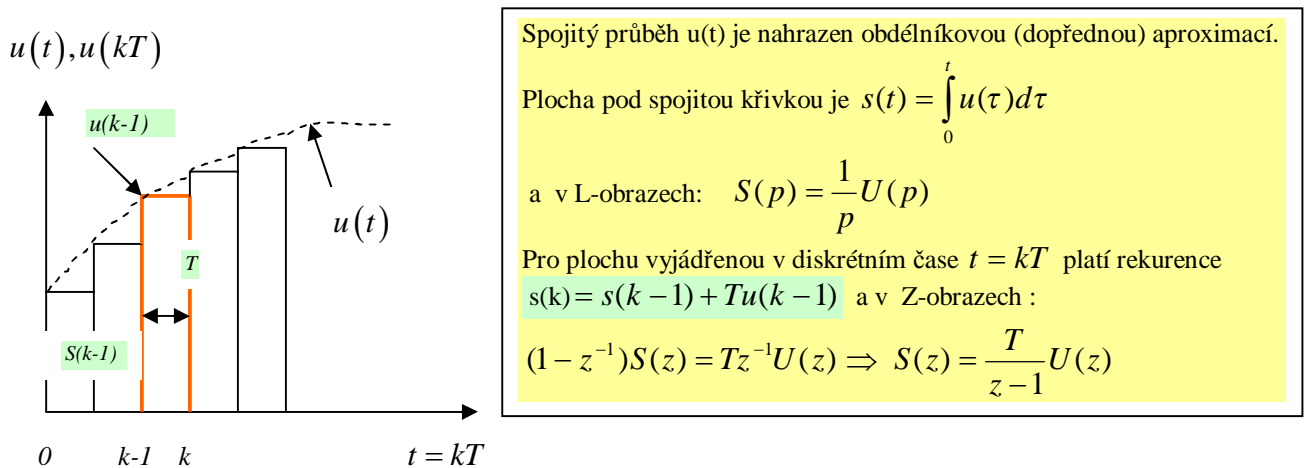 u(t),u(kT)
u(k-1)
T
u(t)
S(k-1)
0 k-1 k t = kT
Spojitý průběh u(t) je nahrazen obdélníkovou (dopřednou) aproximací.
Plocha pod spojitou křivkou je s(t) = ∫₀ᵗ u(τ)dτ
a v L-obrazech: S(p) = 1/p U(p)
Pro plochu vyjádřenou v diskrétním čase t = kT platí rekurence
s(k) = s(k − 1) + Tu(k − 1) a v Z-obrazech :
(1 − z⁻¹)S(z) = Tz⁻¹U(z) ⇒ S(z) = T/(z − 1) U(z)